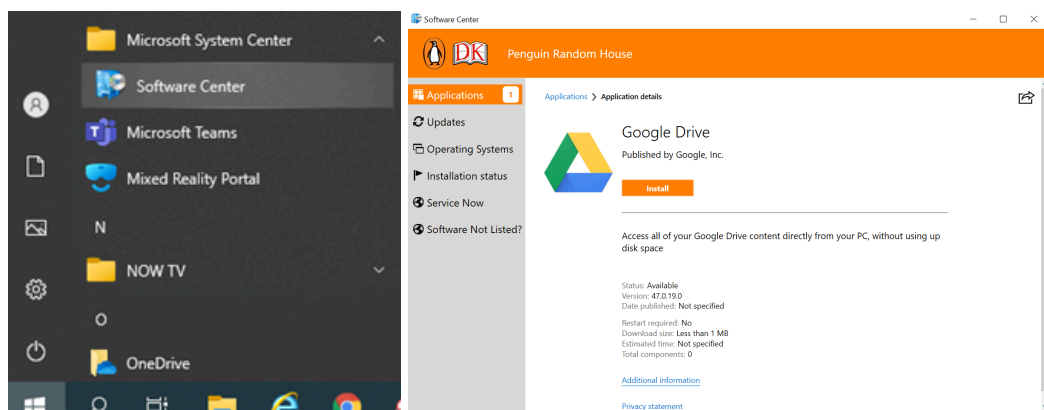 Microsoft System Center
Software Center
Microsoft Teams
Mixed Reality Portal
N
NOW TV
O
OneDrive
Software Center
DK
Penguin Random House
Applications 1
Updates
Operating Systems
Installation status
Service Now
Software Not Listed?
Applications > Application details
Google Drive
Published by Google, Inc.
Install
Access all of your Google Drive content directly from your PC, without using up
disk space
Status: Available
Version: 47.0.19.0
Date published: Not specified
Restart required: No
Download size: Less than 1 MB
Estimated time: Not specified
Total components: 0
Additional information
Privacy statement